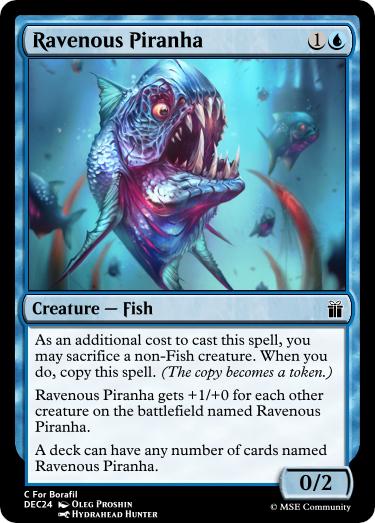 Ravenous Piranha 1
Creature — Fish
As an additional cost to cast this spell, you
may sacrifice a non-Fish creature. When you
do, copy this spell. (The copy becomes a token.)
Ravenous Piranha gets +1/+0 for each other
creature on the battlefield named Ravenous
Piranha.
A deck can have any number of cards named
Ravenous Piranha.
0/2
C For Borafil
DEC24 Oleg Proshin
Hydrahead Hunter
© MSE Community